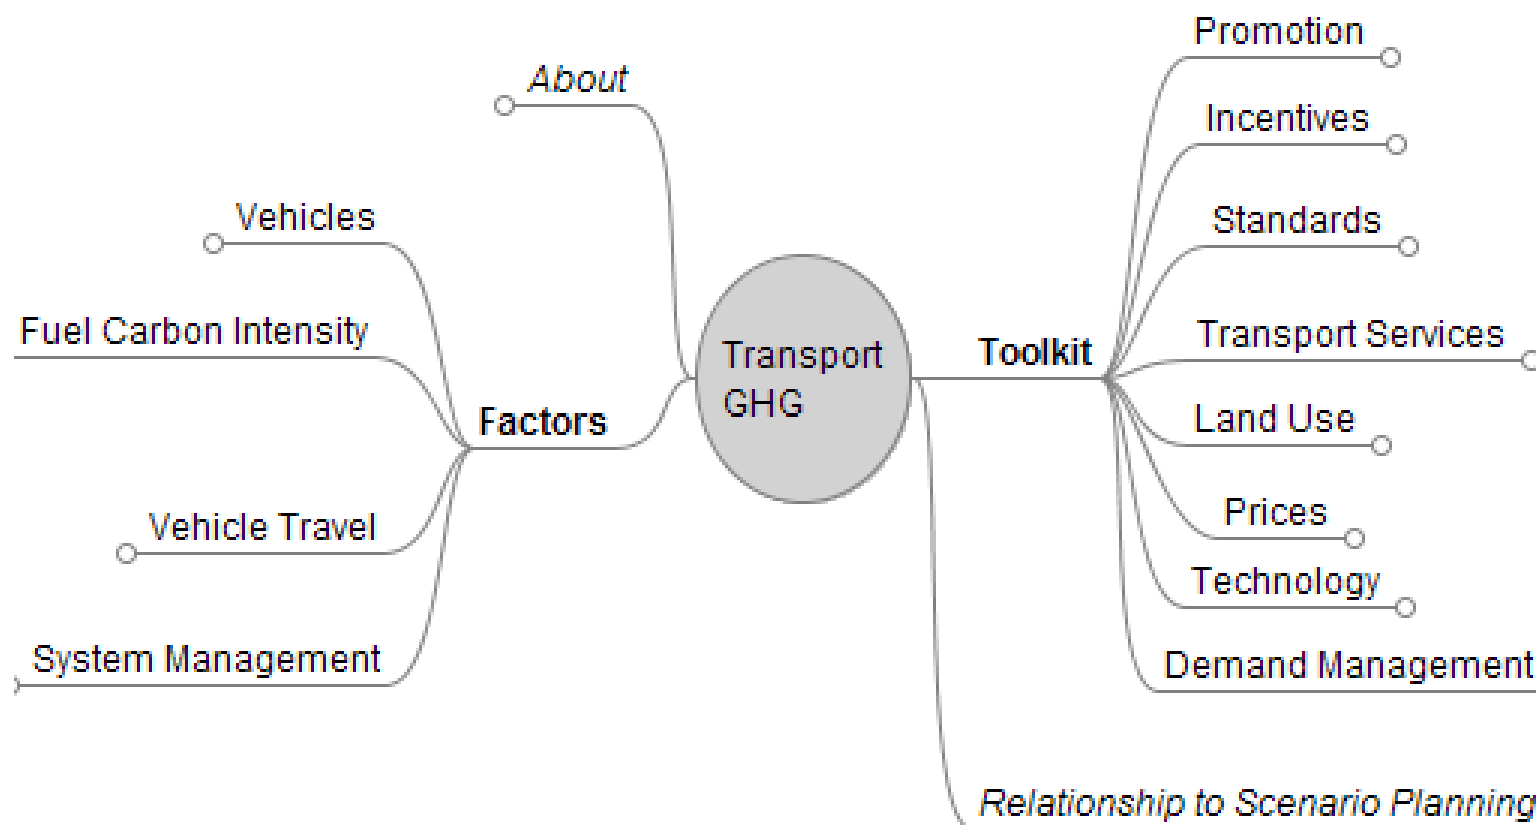 About
Vehicles
Fuel Carbon Intensity
Factors
Vehicle Travel
System Management
Transport
GHG
Toolkit
Promotion
Incentives
Standards
Transport Services
Land Use
Prices
Technology
Demand Management
Relationship to Scenario Planning